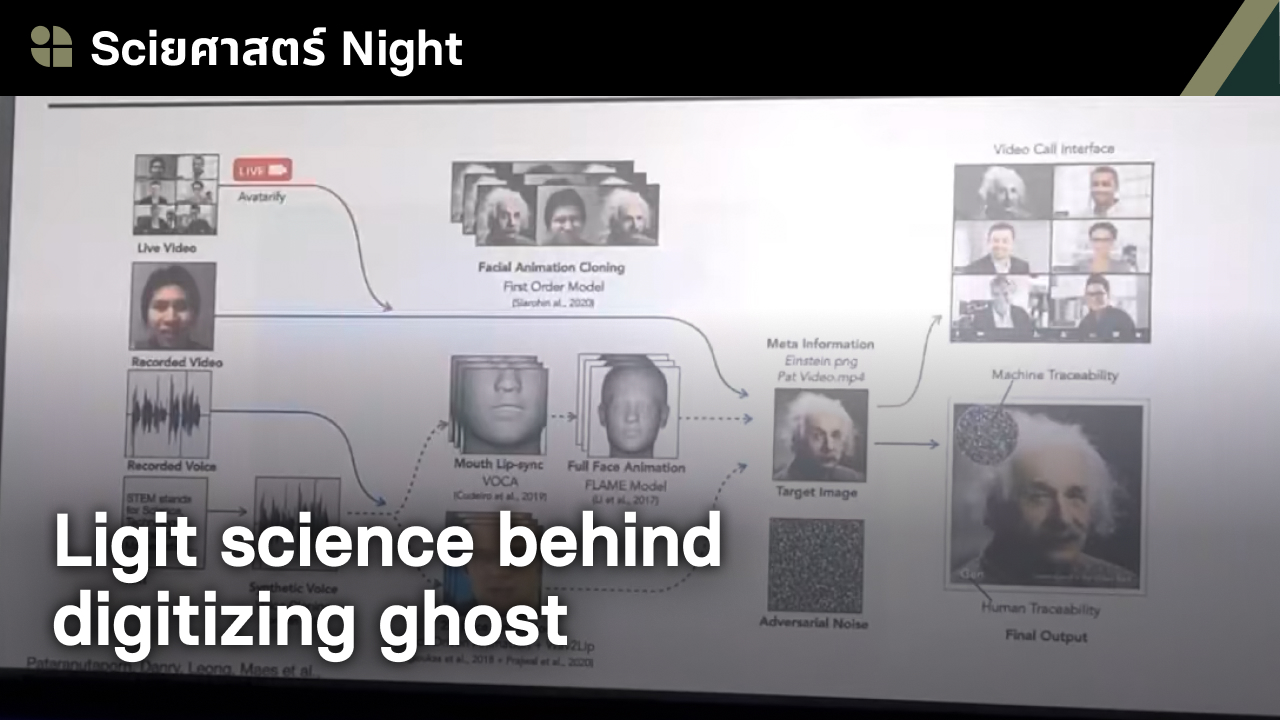 Sciยศาสตร์ Night
Video Call Interface
LIVE
Avatarify
Live Video
Facial Animation Cloning
First Order Model
(Siarohin al., 2020)
Recorded Video
Meta Information
Einstein png
Pat Video.mp4
Machine Traceability
Recorded Voice
Mouth Lip-sync
VOCA
(Cudeiro et al., 2019)
Full Face Animation
FLAME Model
(Li et al., 2017)
Target Image
STEM stands
for Science,
Ligit science behind
digitizing ghost
Synthetic Voice
Adversarial Noise
Human Traceability
Final Output
Wav2Lip
et al., 2018 + Prajwal et al., 2020)
Pataranutaporn, Danry, Leong, Maes et al.,